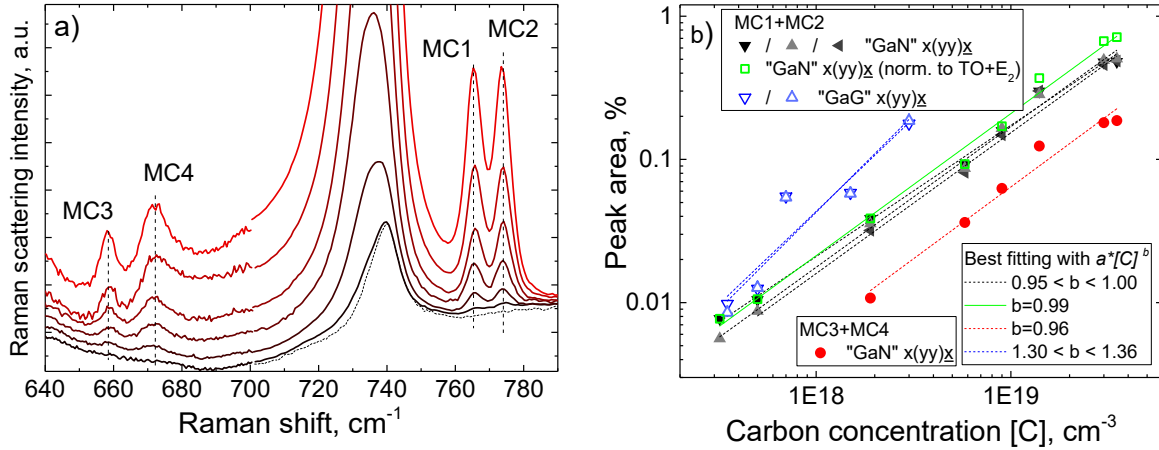 a)
MC1
MC2
MC4
MC3
Raman scattering intensity, a.u.
640 660 680 700 720 740 760 780
Raman shift, cm⁻¹
b)
MC1+MC2
/ / "GaN" x(yy)x
"GaN" x(yy)x (norm. to TO+E₂)
/ "GaG" x(yy)x
1
0.1
0.01
Peak area, %
Best fitting with a*[C] ᵇ
0.95 < b < 1.00
b=0.99
b=0.96
1.30 < b < 1.36
MC3+MC4
"GaN" x(yy)x
1E18 1E19
Carbon concentration [C], cm⁻³